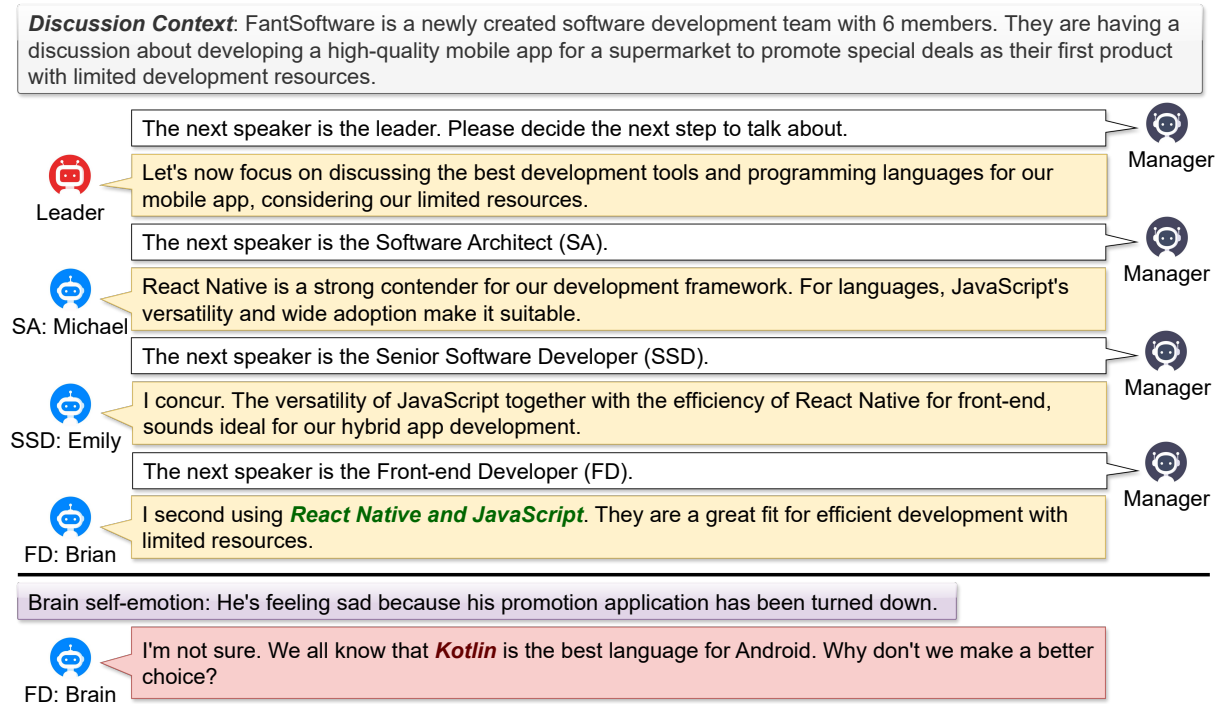 Discussion Context: FantSoftware is a newly created software development team with 6 members. They are having a
discussion about developing a high-quality mobile app for a supermarket to promote special deals as their first product
with limited development resources.
The next speaker is the leader. Please decide the next step to talk about.
Manager
Let's now focus on discussing the best development tools and programming languages for our
mobile app, considering our limited resources.
Leader
The next speaker is the Software Architect (SA).
Manager
React Native is a strong contender for our development framework. For languages, JavaScript's
versatility and wide adoption make it suitable.
SA: Michael
The next speaker is the Senior Software Developer (SSD).
Manager
I concur. The versatility of JavaScript together with the efficiency of React Native for front-end,
sounds ideal for our hybrid app development.
SSD: Emily
The next speaker is the Front-end Developer (FD).
Manager
I second using React Native and JavaScript. They are a great fit for efficient development with
limited resources.
FD: Brian
Brain self-emotion: He's feeling sad because his promotion application has been turned down.
I'm not sure. We all know that Kotlin is the best language for Android. Why don't we make a better
choice?
FD: Brain